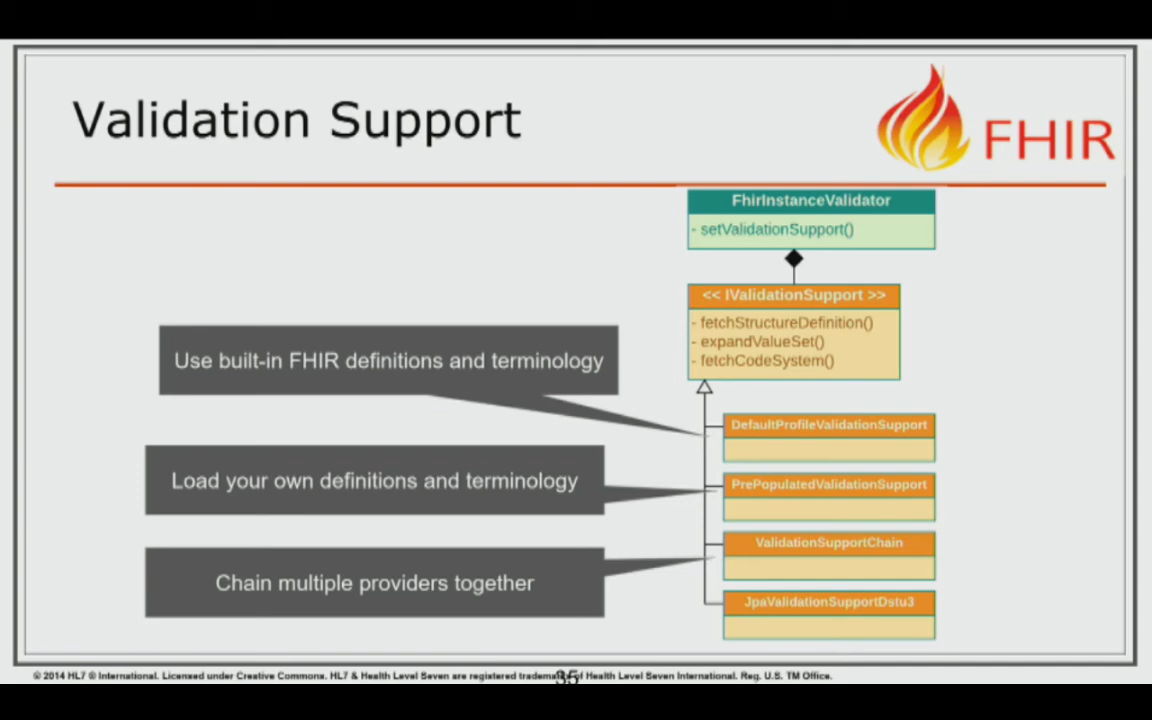 Validation Support
FHIR
FhirInstanceValidator
- setValidationSupport()
<< IValidationSupport >>
- fetchStructureDefinition()
- expandValueSet()
- fetchCodeSystem()
Use built-in FHIR definitions and terminology
DefaultProfileValidationSupport
Load your own definitions and terminology
PrePopulatedValidationSupport
Chain multiple providers together
ValidationSupportChain
JpaValidationSupportDstu3
© 2014 HL7 ® International. Licensed under Creative Commons. HL7 & Health Level Seven are registered trademarks of Health Level Seven International. Reg. U.S. TM Office.
35